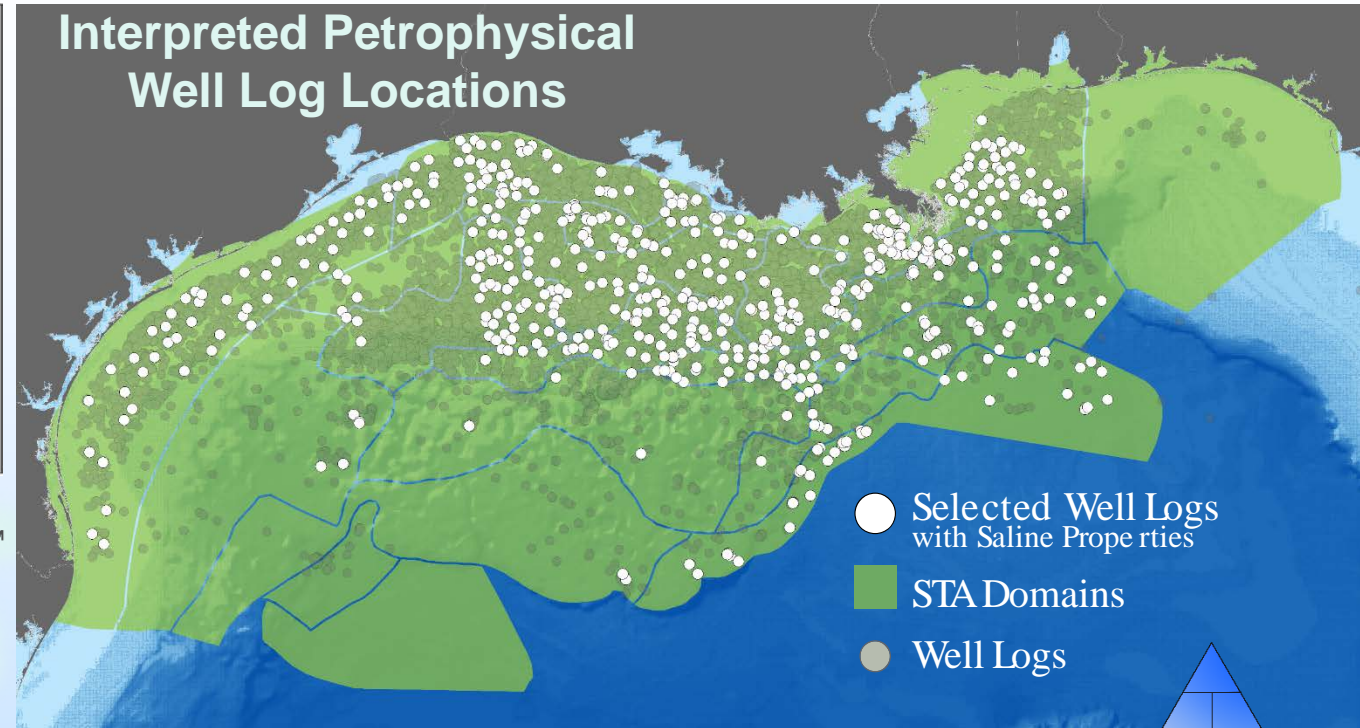 Interpreted Petrophysical
Well Log Locations
Selected Well Logs
with Saline Prope rties
STA Domains
Well Logs
M